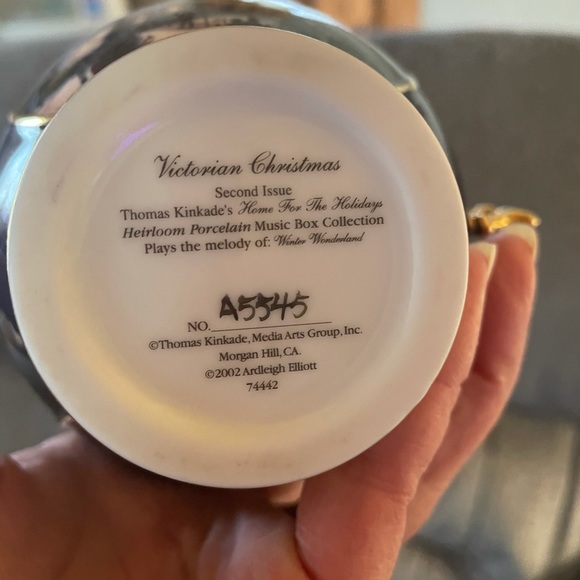 Victorian Christmas
Second Issue
Thomas Kinkade's Home For The Holidays
Heirloom Porcelain Music Box Collection
Plays the melody of: Winter Wonderland
NO. A5545
©Thomas Kinkade, Media Arts Group, Inc.
Morgan Hill, CA.
©2002 Ardleigh Elliott
74442